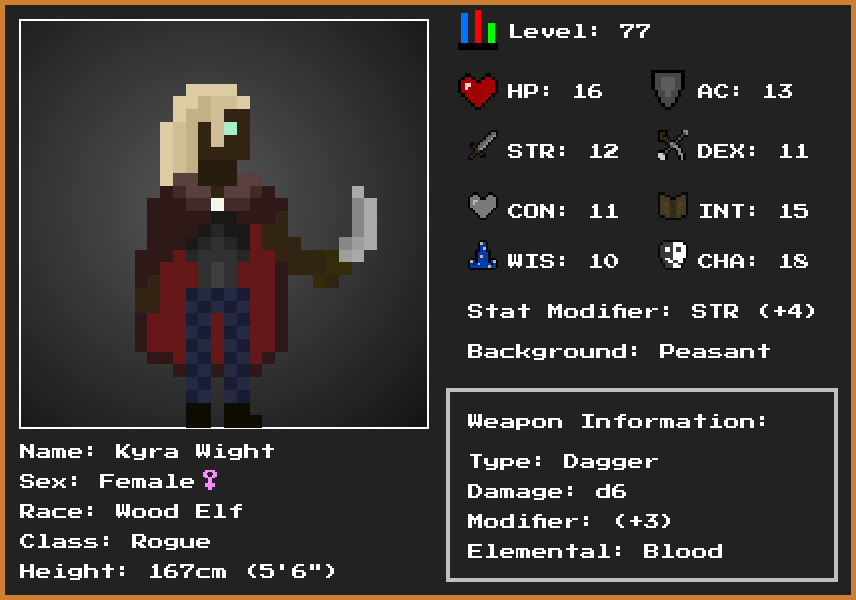 Level: 77
HP: 16 AC: 13
STR: 12 DEX: 11
CON: 11 INT: 15
WIS: 10 CHA: 18
Stat Modifier: STR (+4)
Background: Peasant
Weapon Information:
Type: Dagger
Damage: d6
Modifier: (+3)
Elemental: Blood
Name: Kyra Wight
Sex: Female♀
Race: Wood Elf
Class: Rogue
Height: 167cm (5'6")